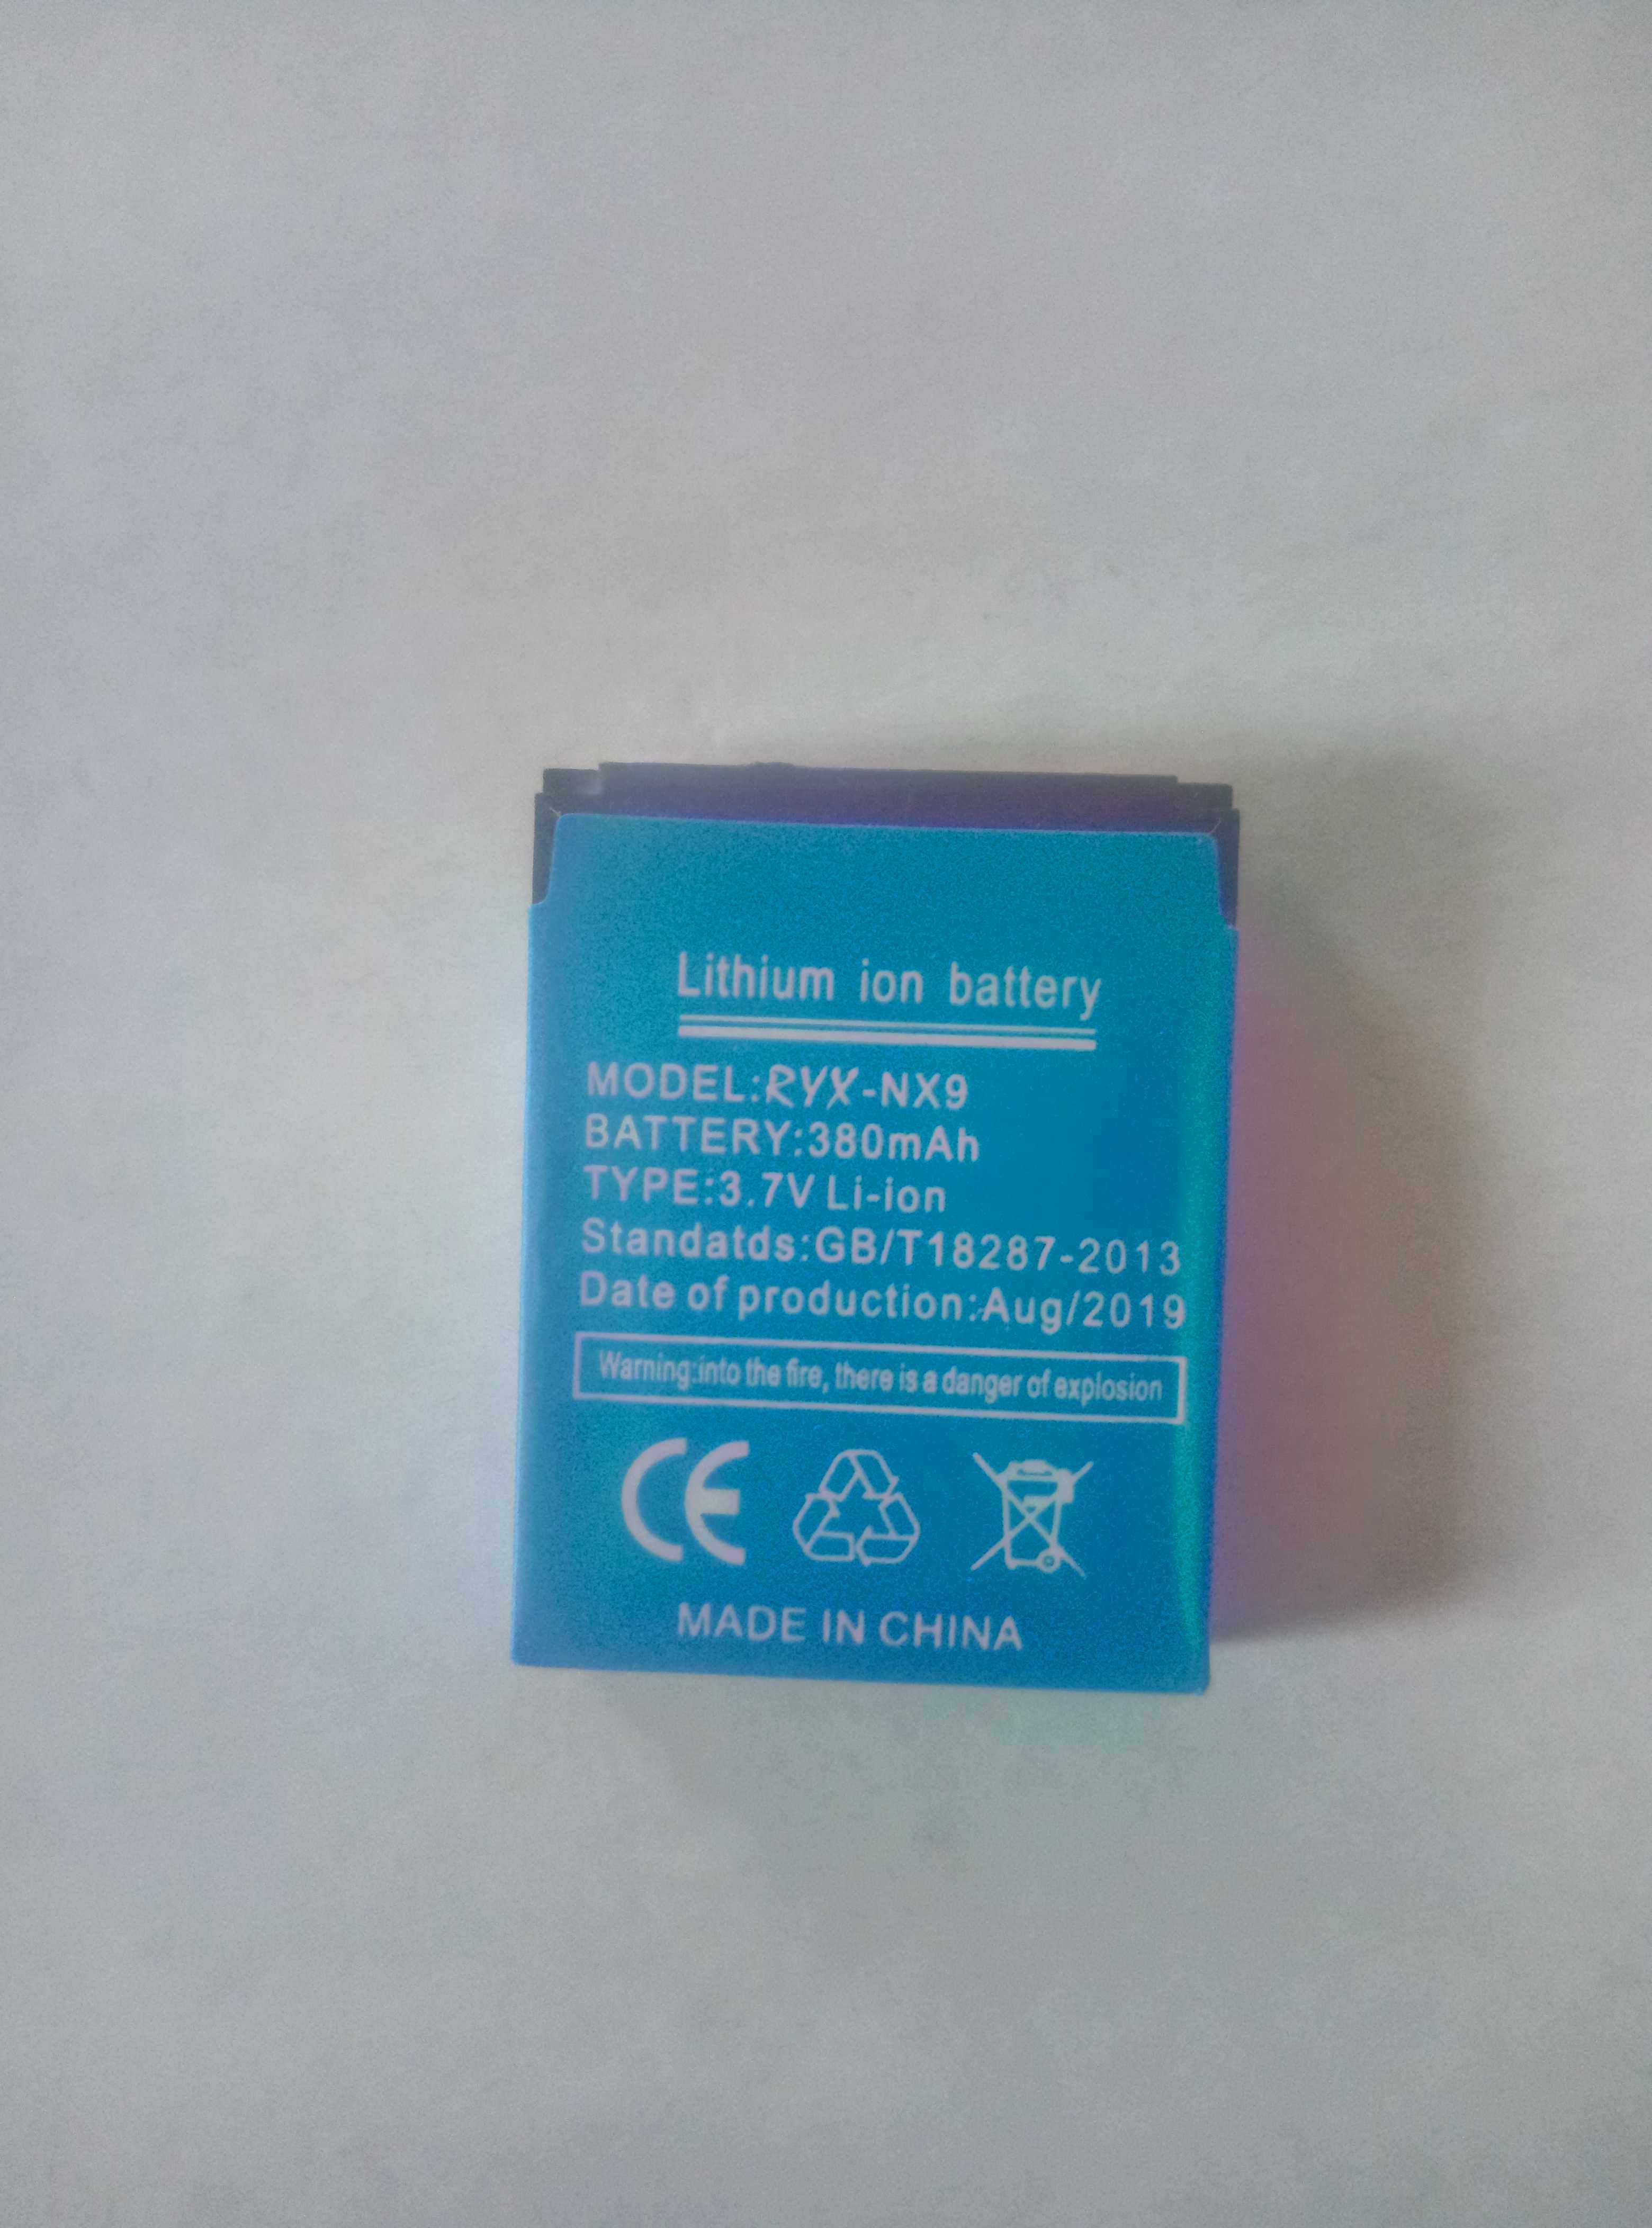 Lithium ion battery
MODEL:RYX-NX9
BATTERY:380mAh
TYPE:3.7V Li-ion
Standatds:GB/T18287-2013
Date of production:Aug/2019
Warning:into the fire, there is a danger of explosion
CE
MADE IN CHINA